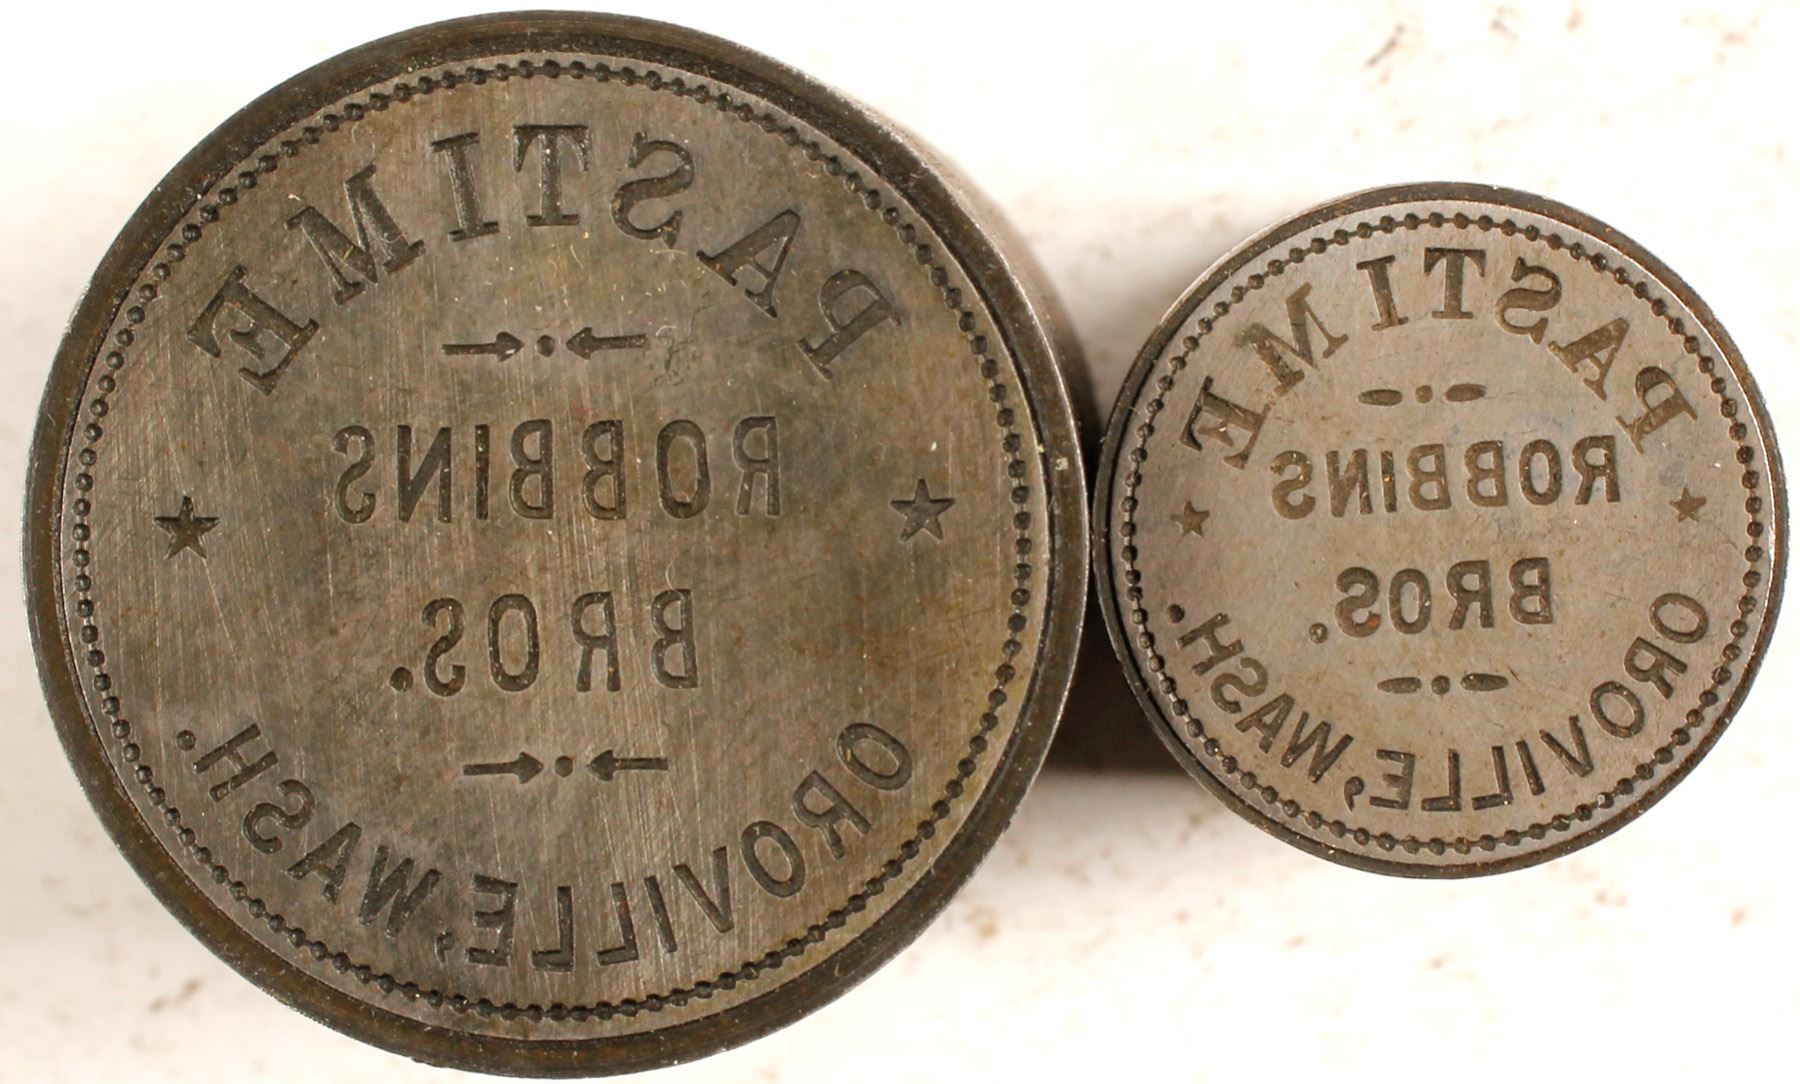 PASTIME
ROBBINS
BROS.
OROVILLE, WASH.
PASTIME
ROBBINS
BROS.
OROVILLE, WASH.